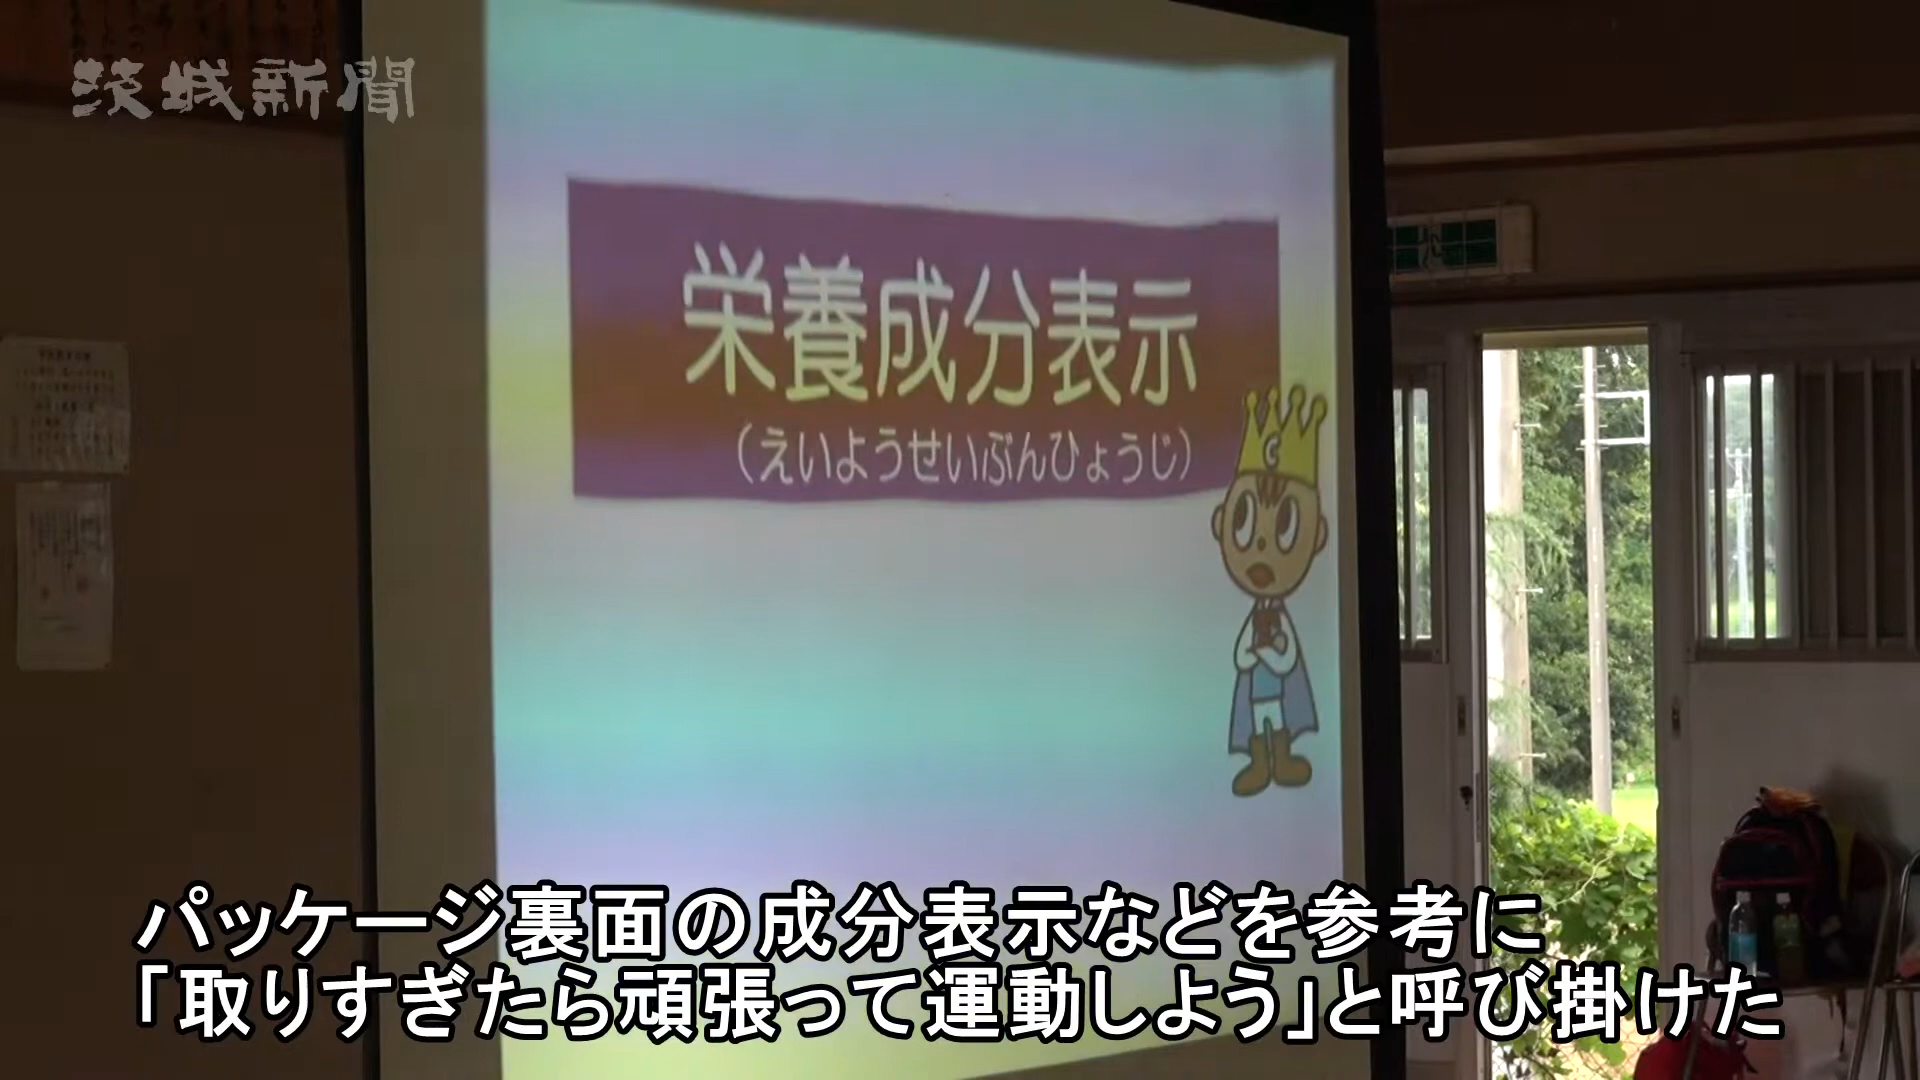 茨城新聞
栄養成分表示
（えいようせいぶんひょうじ）
C
パッケージ裏面の成分表示などを参考に
「取りすぎたら頑張って運動しよう」と呼び掛けた